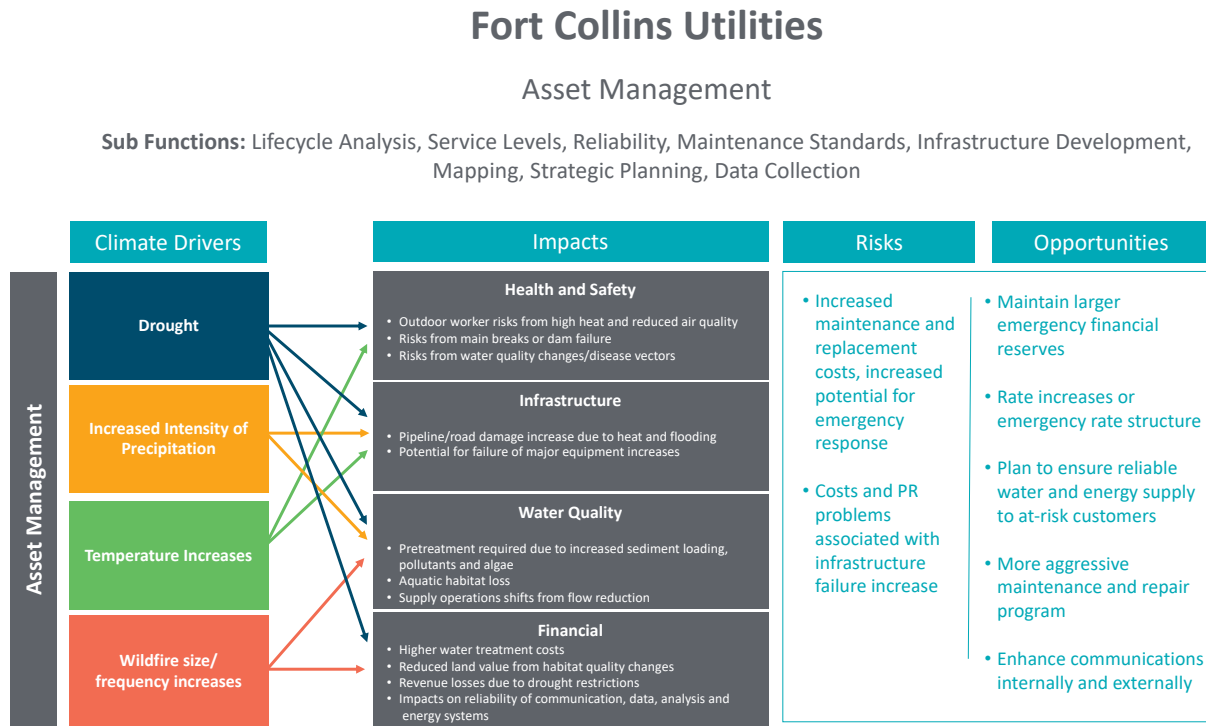 Fort Collins Utilities
Asset Management
Sub Functions: Lifecycle Analysis, Service Levels, Reliability, Maintenance Standards, Infrastructure Development,
Mapping, Strategic Planning, Data Collection
Climate Drivers
Impacts
Risks
Opportunities
Asset Management
Drought
Increased Intensity of
Precipitation
Temperature Increases
Wildfire size/
frequency increases
Health and Safety
• Outdoor worker risks from high heat and reduced air quality
• Risks from main breaks or dam failure
• Risks from water quality changes/disease vectors
Infrastructure
• Pipeline/road damage increase due to heat and flooding
• Potential for failure of major equipment increases
Water Quality
• Pretreatment required due to increased sediment loading,
pollutants and algae
• Aquatic habitat loss
• Supply operations shifts from flow reduction
Financial
• Higher water treatment costs
• Reduced land value from habitat quality changes
• Revenue losses due to drought restrictions
• Impacts on reliability of communication, data, analysis and
energy systems
• Increased
maintenance and
replacement
costs, increased
potential for
emergency
response
• Costs and PR
problems
associated with
infrastructure
failure increase
• Maintain larger
emergency financial
reserves
• Rate increases or
emergency rate structure
• Plan to ensure reliable
water and energy supply
to at-risk customers
• More aggressive
maintenance and repair
program
• Enhance communications
internally and externally